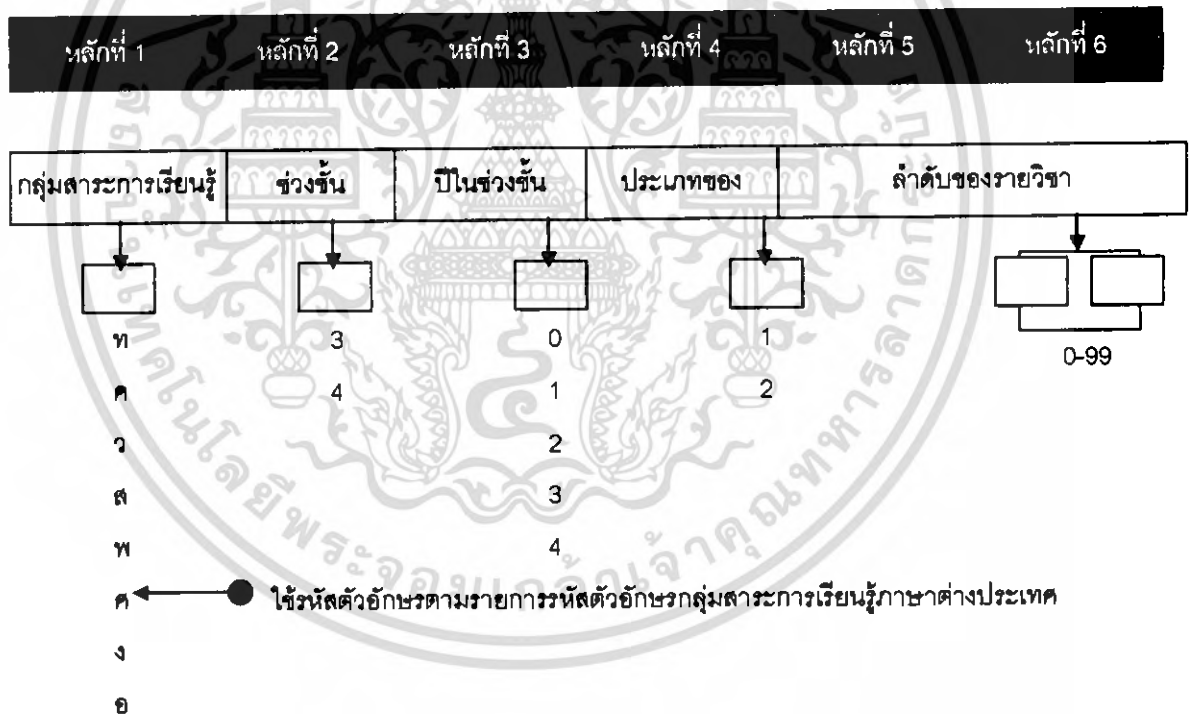 หลักที่ 1 หลักที่ 2 หลักที่ 3 หลักที่ 4 หลักที่ 5 หลักที่ 6
กลุ่มสาระการเรียนรู้ ช่วงชั้น ปีในช่วงชั้น ประเภทของ ลำดับของรายวิชา
ท 3 0 1 0-99
ค 4 1 2
ว 2
ส 3
พ 4
ศ ใช้รหัสตัวอักษรตามรายการรหัสตัวอักษรกลุ่มสาระการเรียนรู้ภาษาต่างประเทศ
ง
อ